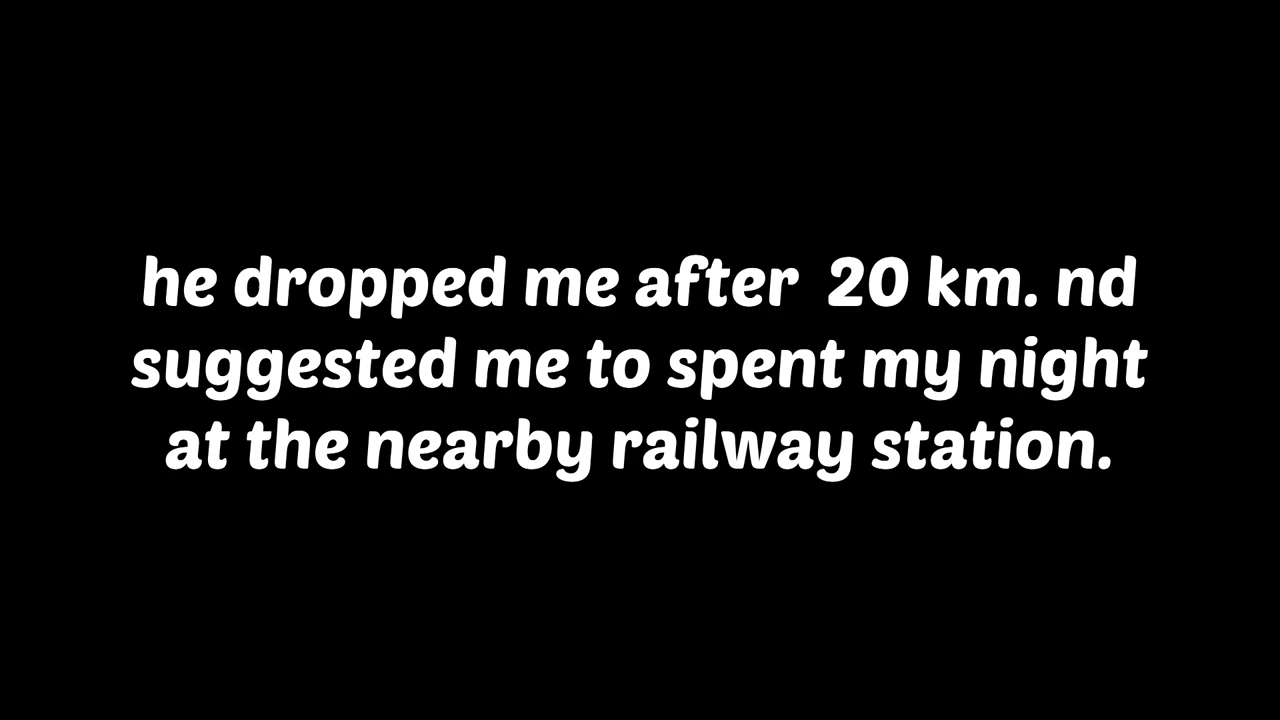 he dropped me after  20 km. nd
suggested me to spent my night
at the nearby railway station.